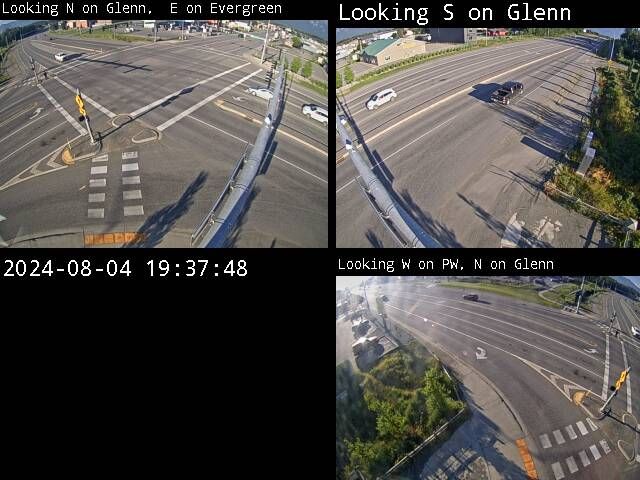 Looking N on Glenn, E on Evergreen
Looking S on Glenn
2024-08-04 19:37:48
Looking W on PW, N on Glenn